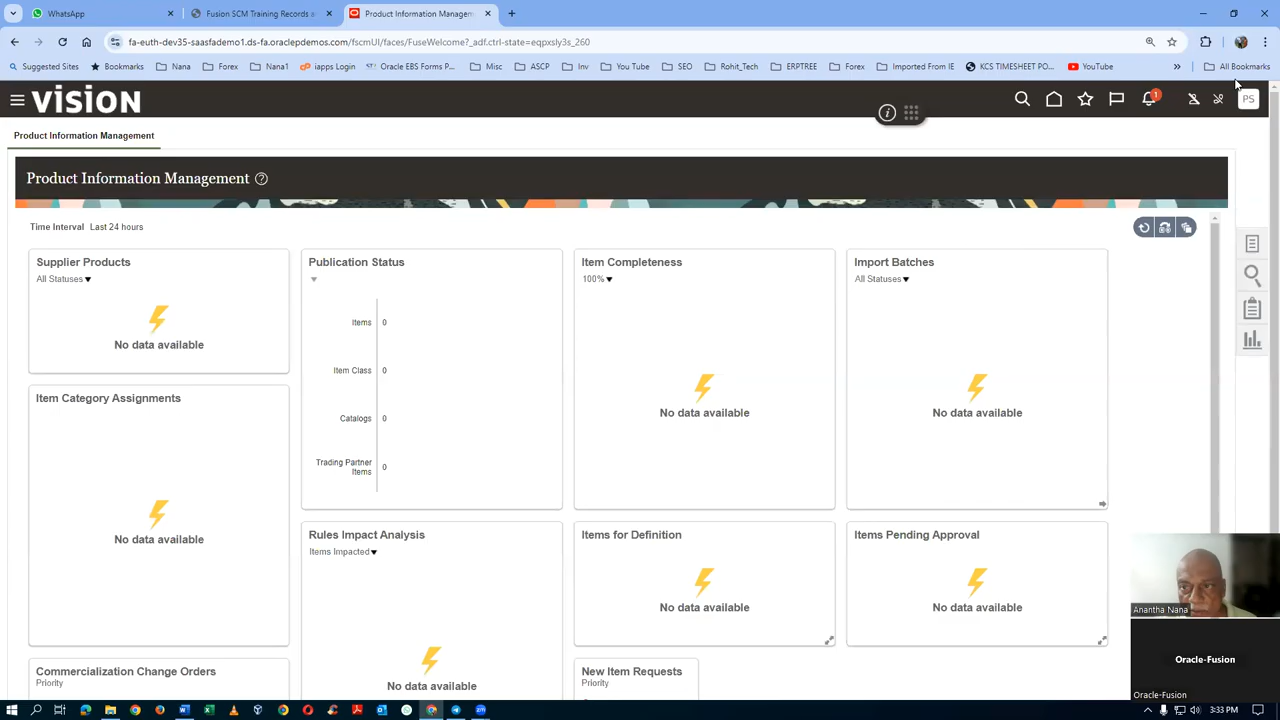 WhatsApp
Fusion SCM Training Records a
Product Information Managem
fa-euth-dev35-saasfademo1.ds-fa.oraclepdemos.com/fscmUI/faces/FuseWelcome?_adf.ctrl-state=eqpxsly3s_260
Suggested Sites
Bookmarks
Nana
Forex
Nana1
iapps Login
Oracle EBS Forms P...
Misc
ASCP
Inv
You Tube
SEO
Rohit_Tech
ERPTREE
Forex
Imported From IE
KCS TIMESHEET PO...
YouTube
»
All Bookmarks
VISION
1
PS
Product Information Management
Product Information Management
Time Interval Last 24 hours
Supplier Products
All Statuses
No data available
Publication Status
Items 0
Item Class 0
Catalogs 0
Trading Partner
Items 0
Item Completeness
100%
No data available
Import Batches
All Statuses
No data available
Item Category Assignments
No data available
Rules Impact Analysis
Items Impacted
No data available
Items for Definition
No data available
Items Pending Approval
No data available
Commercialization Change Orders
Priority
New Item Requests
Priority
Anantha Nana
Oracle-Fusion
Oracle-Fusion
3:33 PM